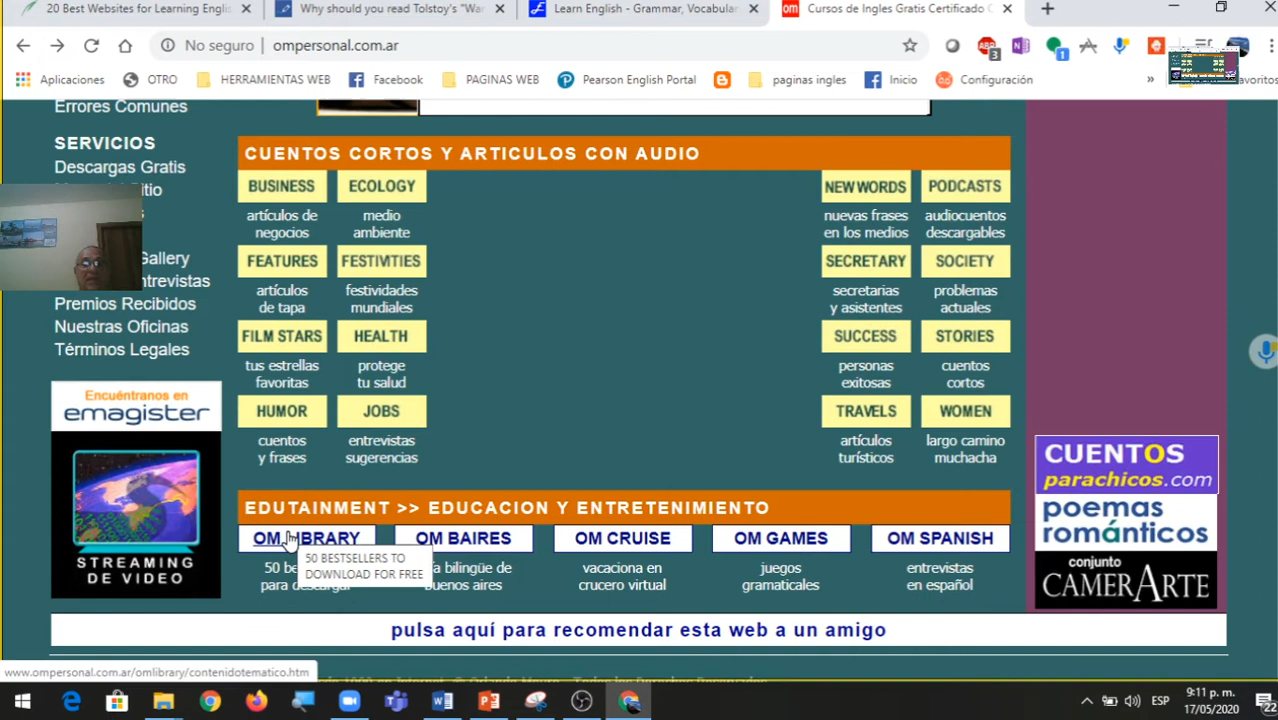 20 Best Websites for Learning Engli
Why should you read Tolstoy's "War
Learn English - Grammar, Vocabular
Cursos de Ingles Gratis Certificado
No seguro | ompersonal.com.ar
Aplicaciones
OTRO
HERRAMIENTAS WEB
Facebook
PAGINAS WEB
Pearson English Portal
paginas ingles
Inicio
Configuración
»
Errores Comunes
SERVICIOS
Descargas Gratis
Gallery
Premios Recibidos
Nuestras Oficinas
Términos Legales
Encuéntranos en
emagister
STREAMING
DE VIDEO
CUENTOS CORTOS Y ARTICULOS CON AUDIO
BUSINESS
artículos de
negocios
ECOLOGY
medio
ambiente
NEW WORDS
nuevas frases
en los medios
PODCASTS
audiocuentos
descargables
FEATURES
artículos
de tapa
FESTIVITIES
festividades
mundiales
SECRETARY
secretarias
y asistentes
SOCIETY
problemas
actuales
FILM STARS
tus estrellas
favoritas
HEALTH
protege
tu salud
SUCCESS
personas
exitosas
STORIES
cuentos
cortos
HUMOR
cuentos
y frases
JOBS
entrevistas
sugerencias
TRAVELS
artículos
turísticos
WOMEN
largo camino
muchacha
EDUTAINMENT >> EDUCACION Y ENTRETENIMIENTO
OM LIBRARY
50 be
para descargar
50 BESTSELLERS TO
DOWNLOAD FOR FREE
OM BAIRES
bilingüe de
buenos aires
OM CRUISE
vacaciona en
crucero virtual
OM GAMES
juegos
gramaticales
OM SPANISH
entrevistas
en español
CUENTOS
parachicos.com
poemas
románticos
conjunto
CAMERARTE
pulsa aquí para recomendar esta web a un amigo
www.ompersonal.com.ar/omlibrary/contenidotematico.htm
ESP
9:11 p. m.
17/05/2020
22